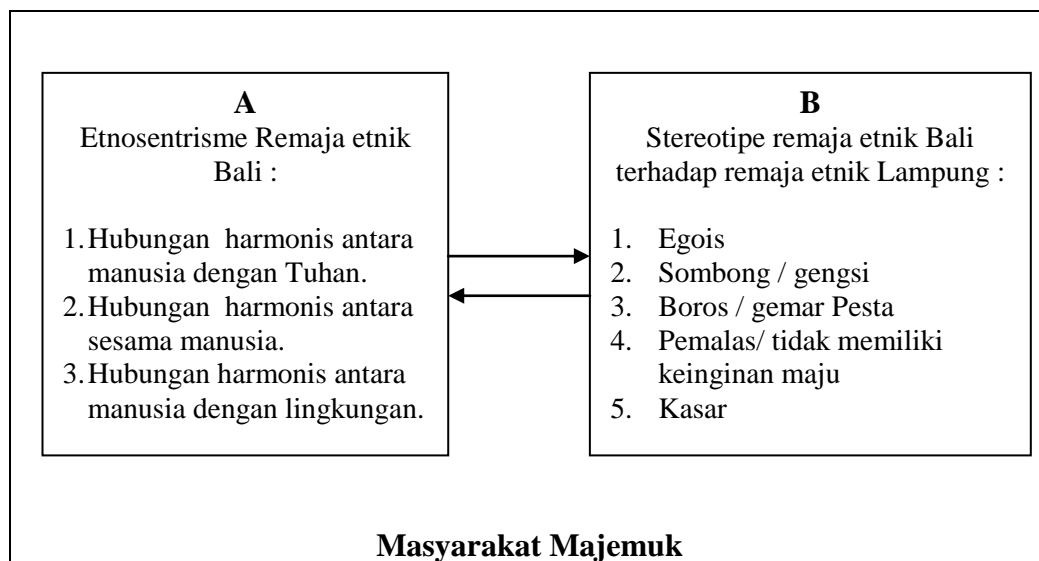 A
Etnosentrisme Remaja etnik
Bali :
1. Hubungan harmonis antara
manusia dengan Tuhan.
2. Hubungan harmonis antara
sesama manusia.
3. Hubungan harmonis antara
manusia dengan lingkungan.
B
Stereotipe remaja etnik Bali
terhadap remaja etnik Lampung :
1. Egois
2. Sombong / gengsi
3. Boros / gemar Pesta
4. Pemalas/ tidak memiliki
keinginan maju
5. Kasar
Masyarakat Majemuk